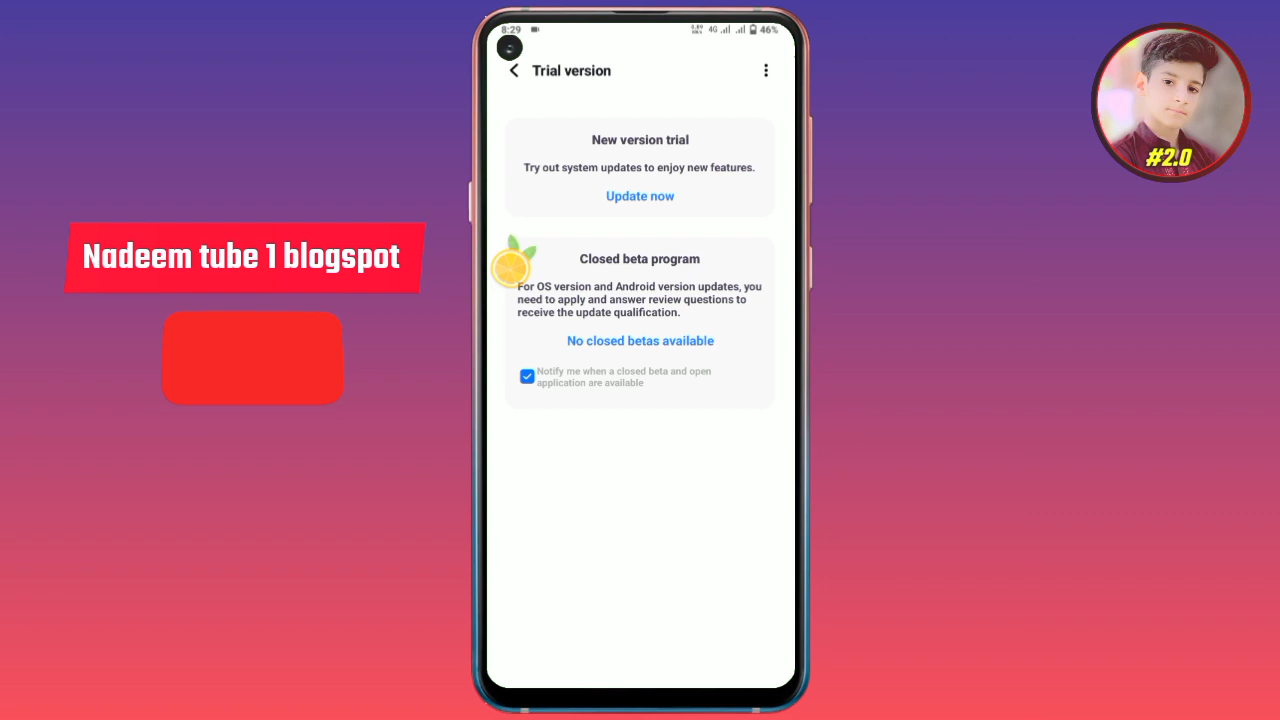 8:29
4G
46%
Trial version
#2.0
New version trial
Try out system updates to enjoy new features.
Update now
Nadeem tube 1 blogspot
Closed beta program
For OS version and Android version updates, you
need to apply and answer review questions to
receive the update qualification.
No closed betas available
Notify me when a closed beta and open
application are available